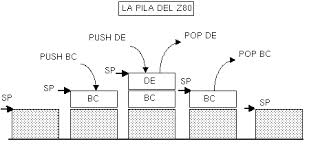 LA PILA DEL Z80
PUSH DE
POP DE
PUSH BC
POP BC
SP
SP
SP
SP
SP
DE
BC
BC
BC